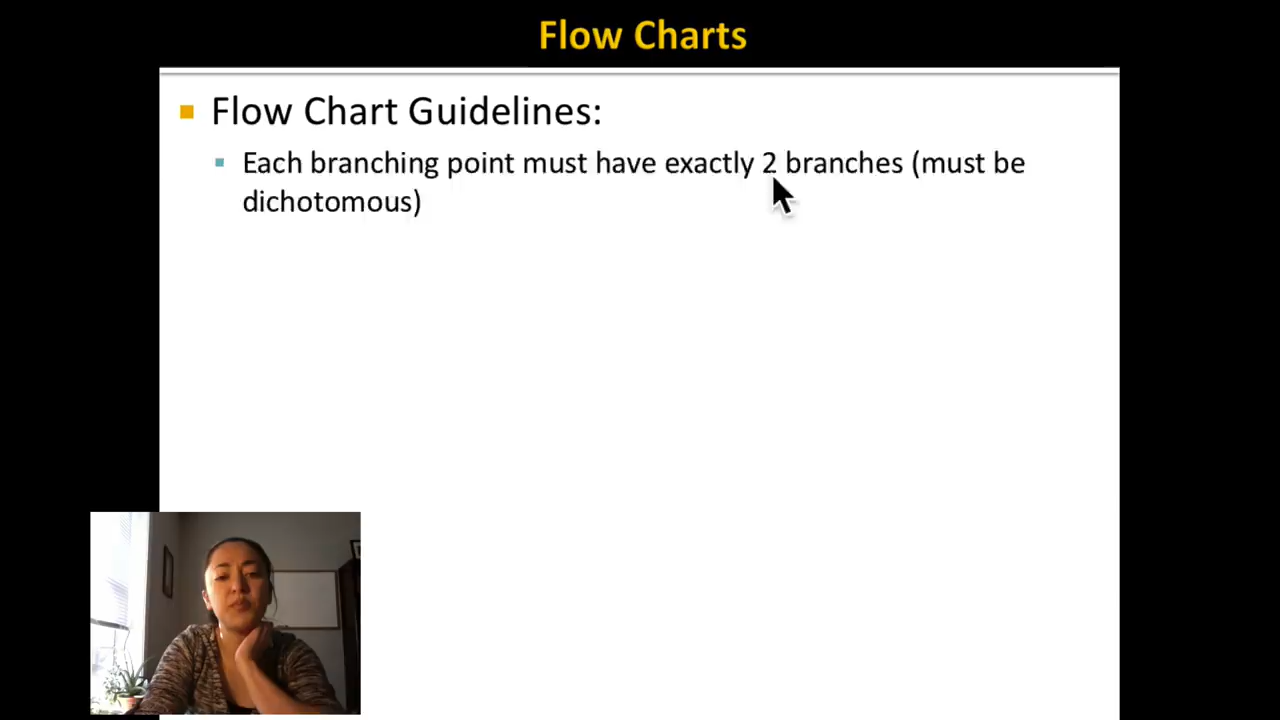 Flow Charts
Flow Chart Guidelines:
Each branching point must have exactly 2 branches (must be
dichotomous)